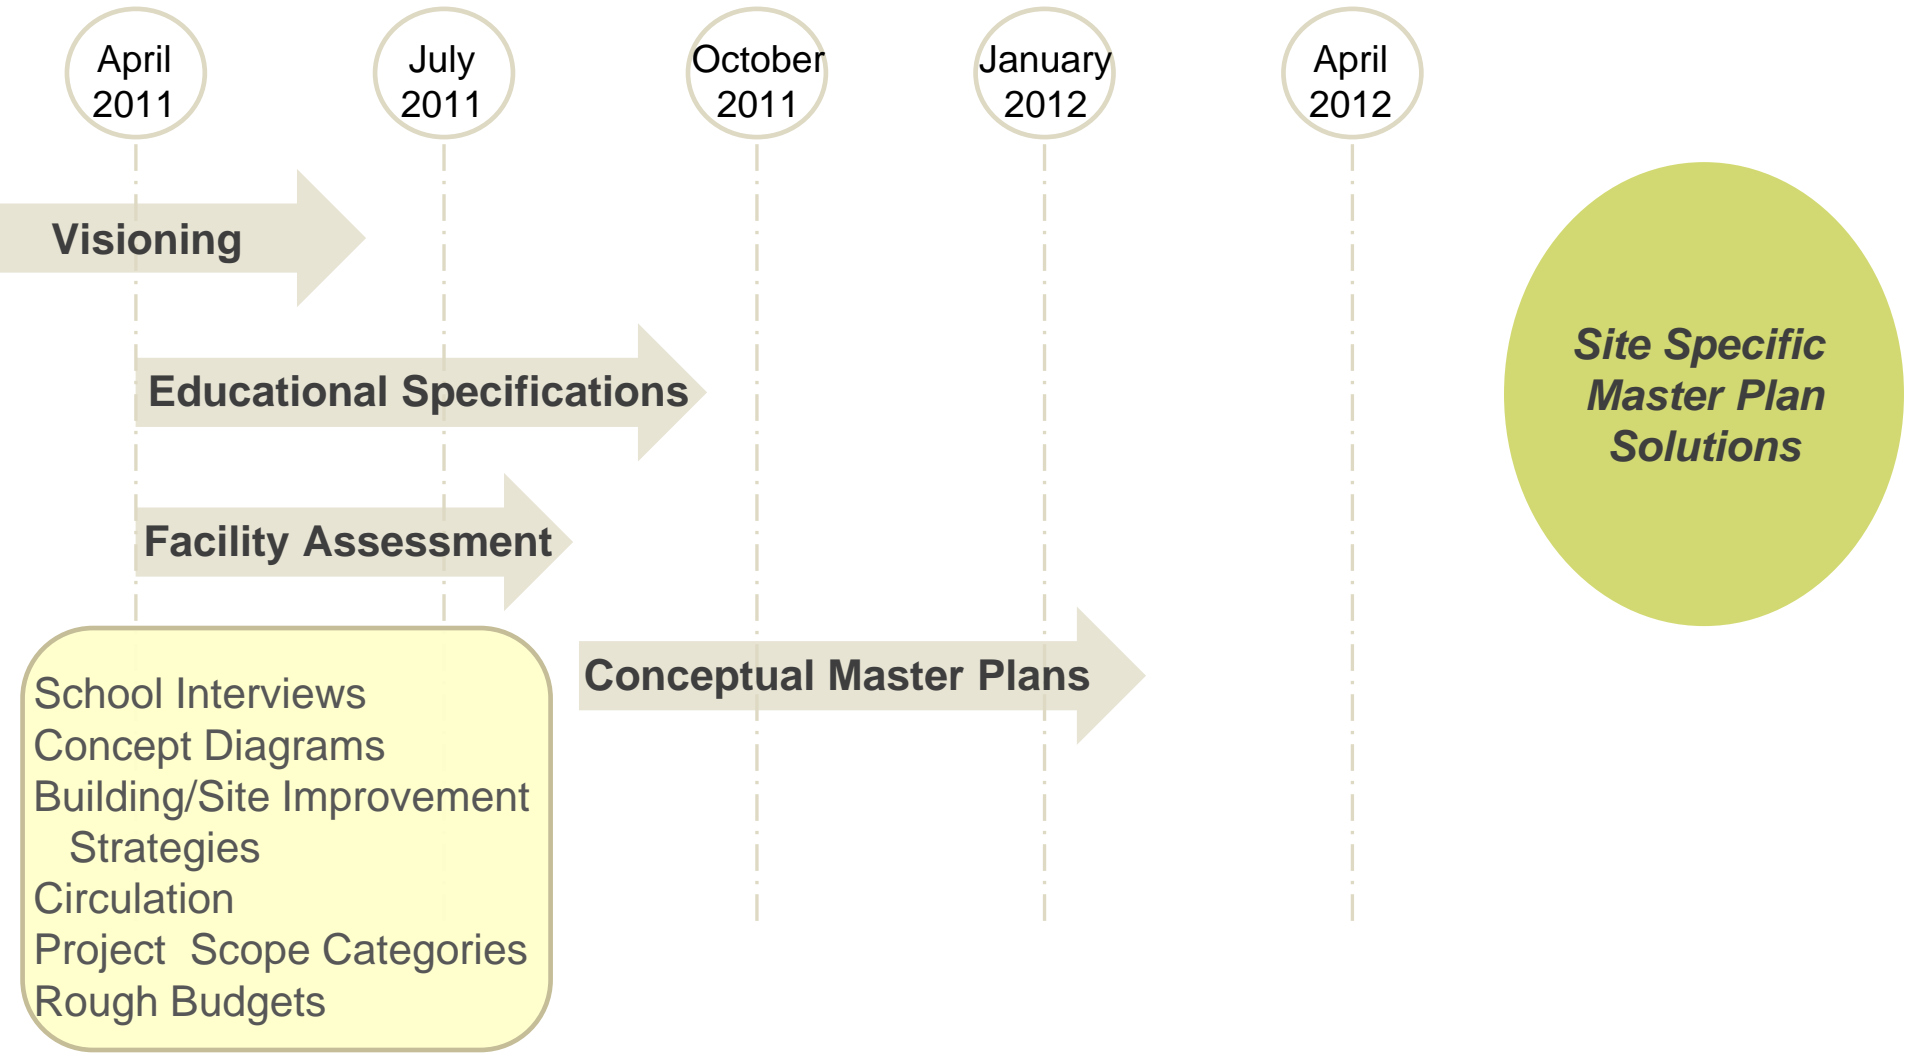 April
2011
July
2011
October
2011
January
2012
April
2012
Visioning
Educational Specifications
Facility Assessment
Conceptual Master Plans
School Interviews
Concept Diagrams
Building/Site Improvement
Strategies
Circulation
Project  Scope Categories
Rough Budgets
Site Specific
Master Plan
Solutions